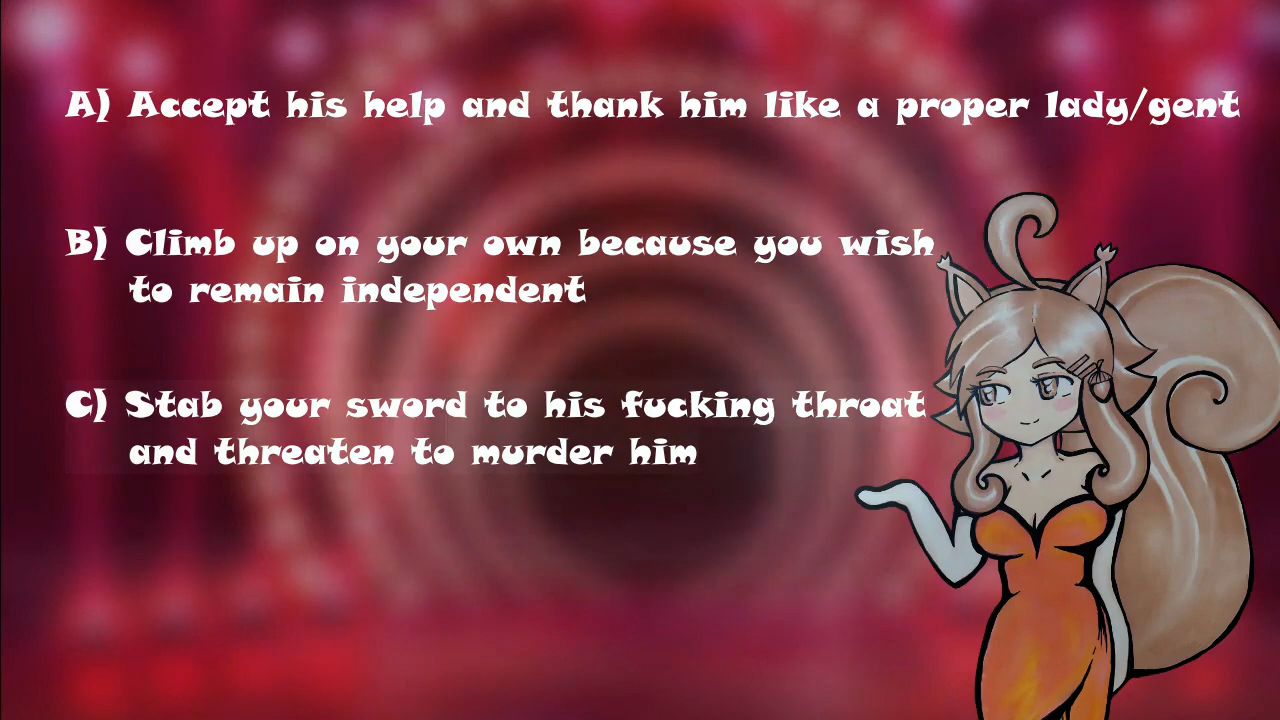 A) Accept his help and thank him like a proper lady/gent
B) Climb up on your own because you wish
to remain independent
C) Stab your sword to his fucking throat
and threaten to murder him